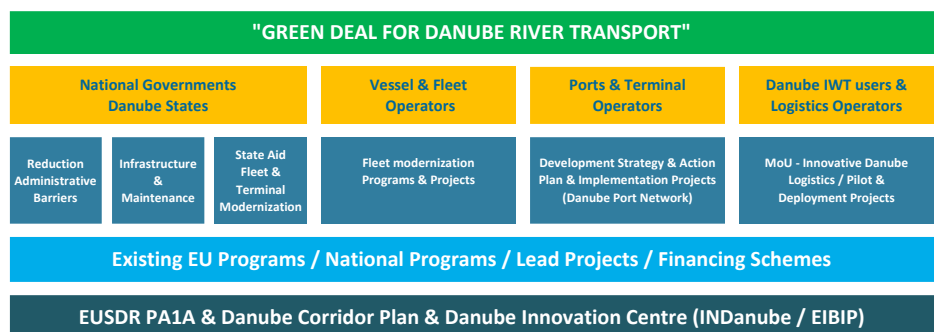 "GREEN DEAL FOR DANUBE RIVER TRANSPORT"
National Governments
Danube States
Vessel & Fleet
Operators
Ports & Terminal
Operators
Danube IWT users &
Logistics Operators
Reduction
Administrative
Barriers
Infrastructure
&
Maintenance
State Aid
Fleet &
Terminal
Modernization
Fleet modernization
Programs & Projects
Development Strategy & Action
Plan & Implementation Projects
(Danube Port Network)
MoU - Innovative Danube
Logistics / Pilot &
Deployment Projects
Existing EU Programs / National Programs / Lead Projects / Financing Schemes
EUSDR PA1A & Danube Corridor Plan & Danube Innovation Centre (INDanube / EIBIP)